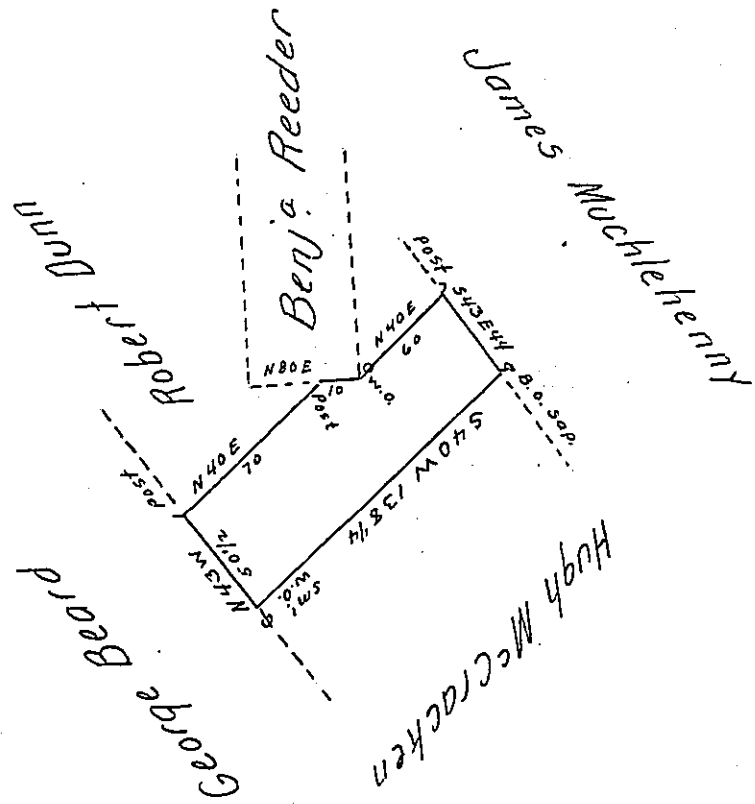 James Muchlehenny
Benj.a Reeder
Robert Dunn
post
N40E
70
N80E
10
post
w.o.
N40E
60
post
S43E44
B.o. sap.
S40W 138 1/4
N43W
50 1/2
smi
w.o.
George Beard
Hugh McCracken